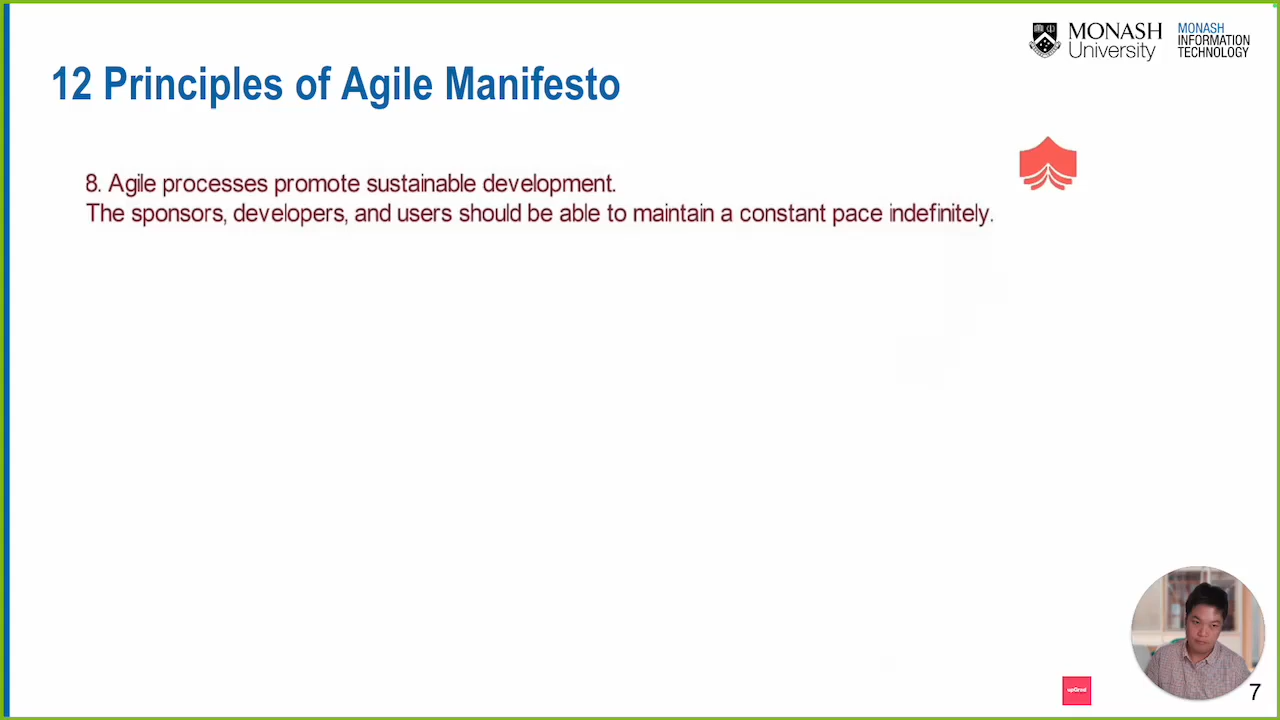 MONASH
University
MONASH
INFORMATION
TECHNOLOGY
12 Principles of Agile Manifesto
8. Agile processes promote sustainable development.
The sponsors, developers, and users should be able to maintain a constant pace indefinitely.
upGrad
7